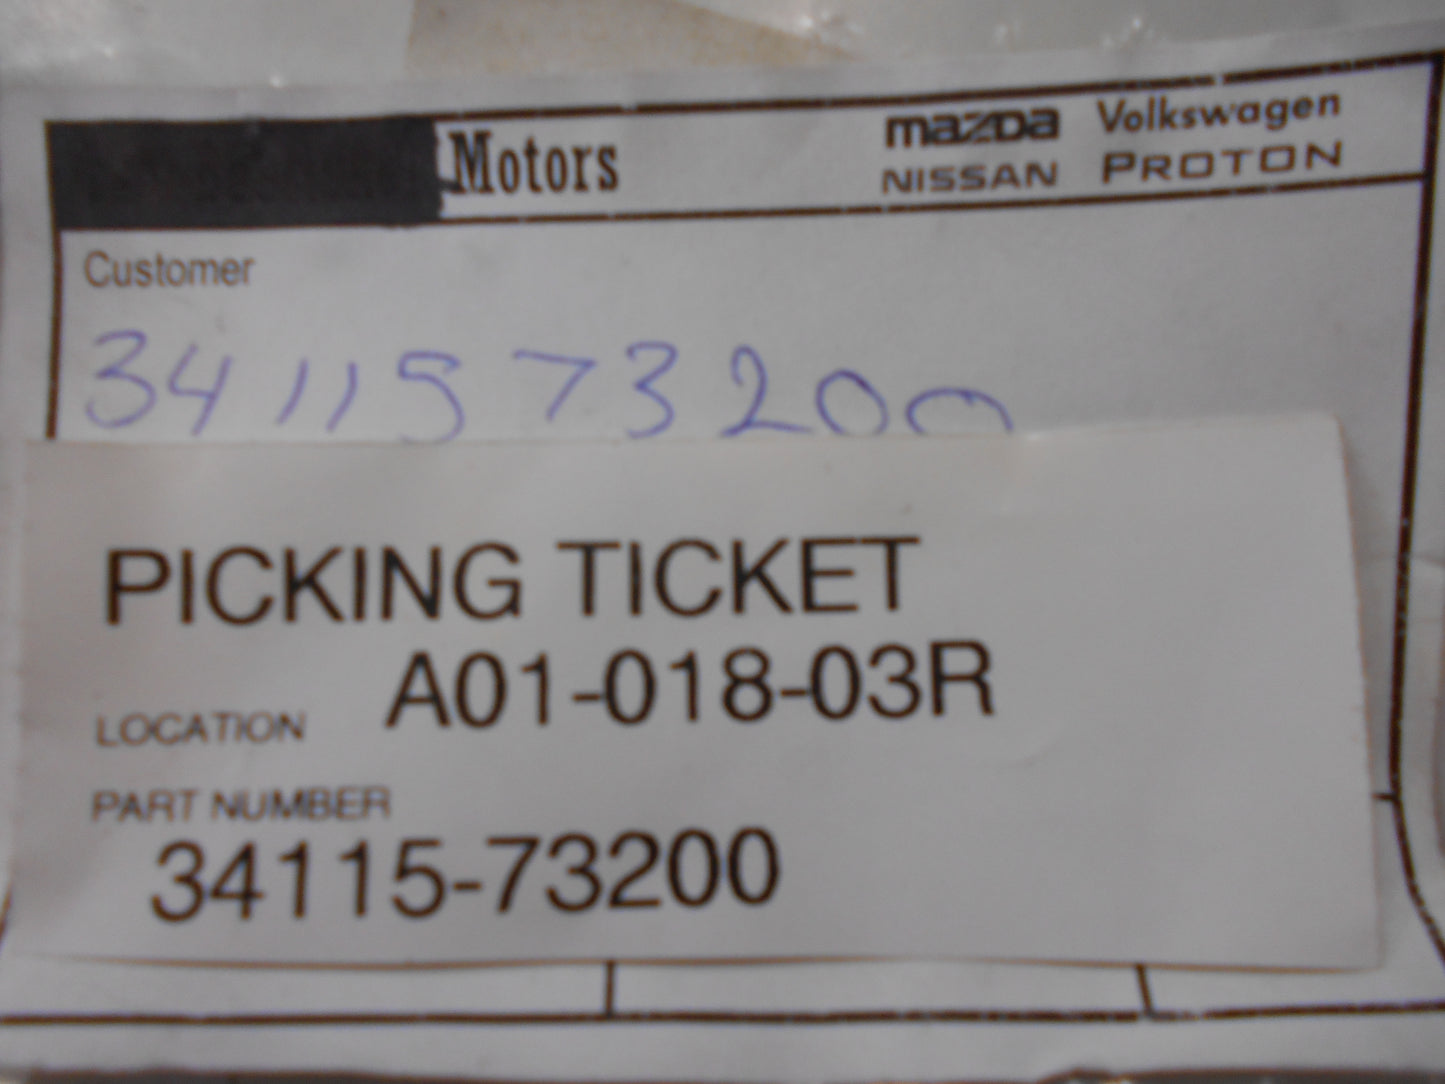 Motors
mazda Volkswagen
NISSAN PROTON
Customer
34115 73200
PICKING TICKET
LOCATION A01-018-03R
PART NUMBER
34115-73200